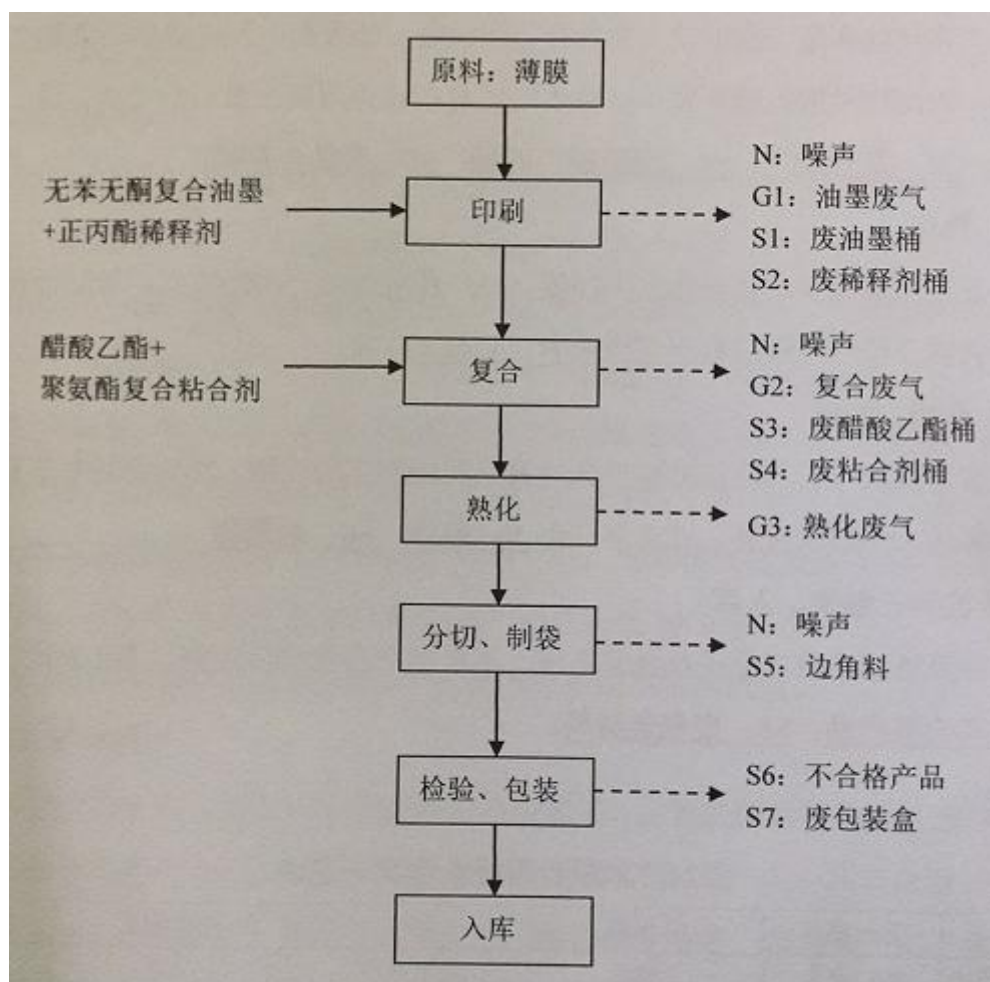 原料：薄膜
无苯无酮复合油墨
+正丙酯稀释剂
印刷
N：噪声
G1：油墨废气
S1：废油墨桶
S2：废稀释剂桶
醋酸乙酯+
聚氨酯复合粘合剂
复合
N：噪声
G2：复合废气
S3：废醋酸乙酯桶
S4：废粘合剂桶
熟化
G3：熟化废气
分切、制袋
N：噪声
S5：边角料
检验、包装
S6：不合格产品
S7：废包装盒
入库